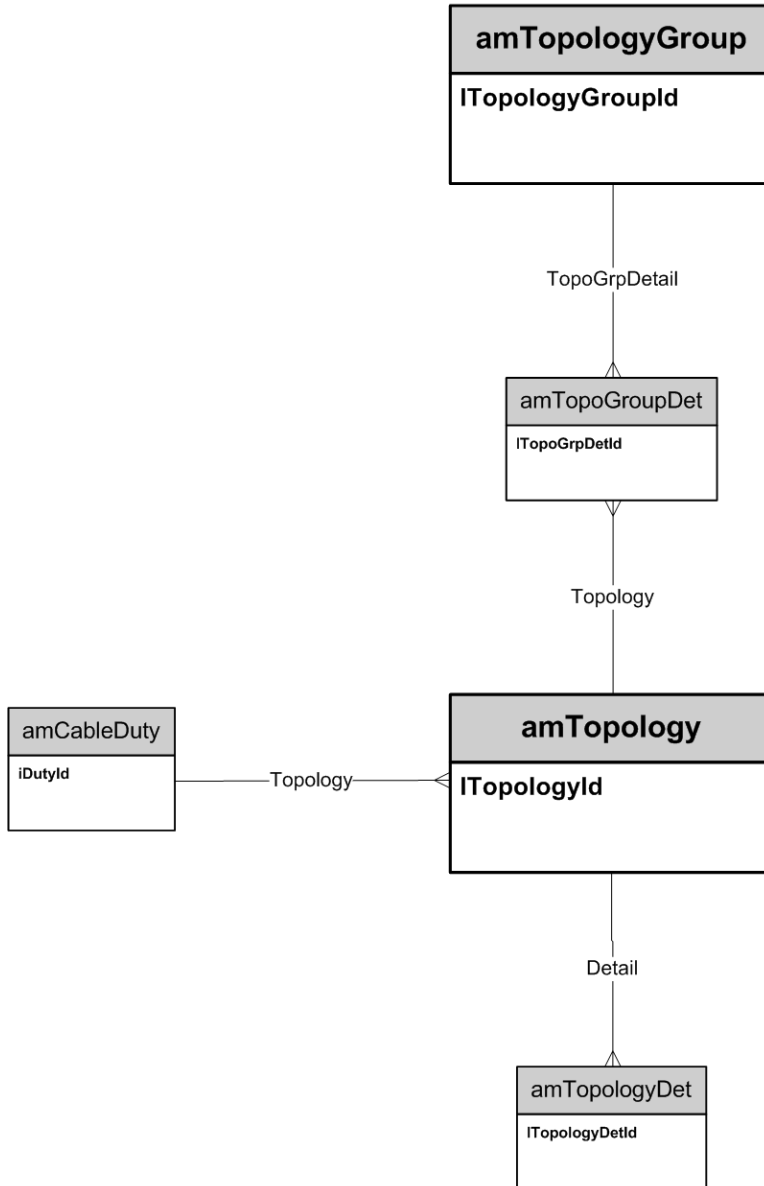 amTopologyGroup
lTopologyGroupId
TopoGrpDetail
amTopoGroupDet
lTopoGrpDetId
Topology
amCableDuty
iDutyId
Topology
amTopology
lTopologyId
Detail
amTopologyDet
lTopologyDetId